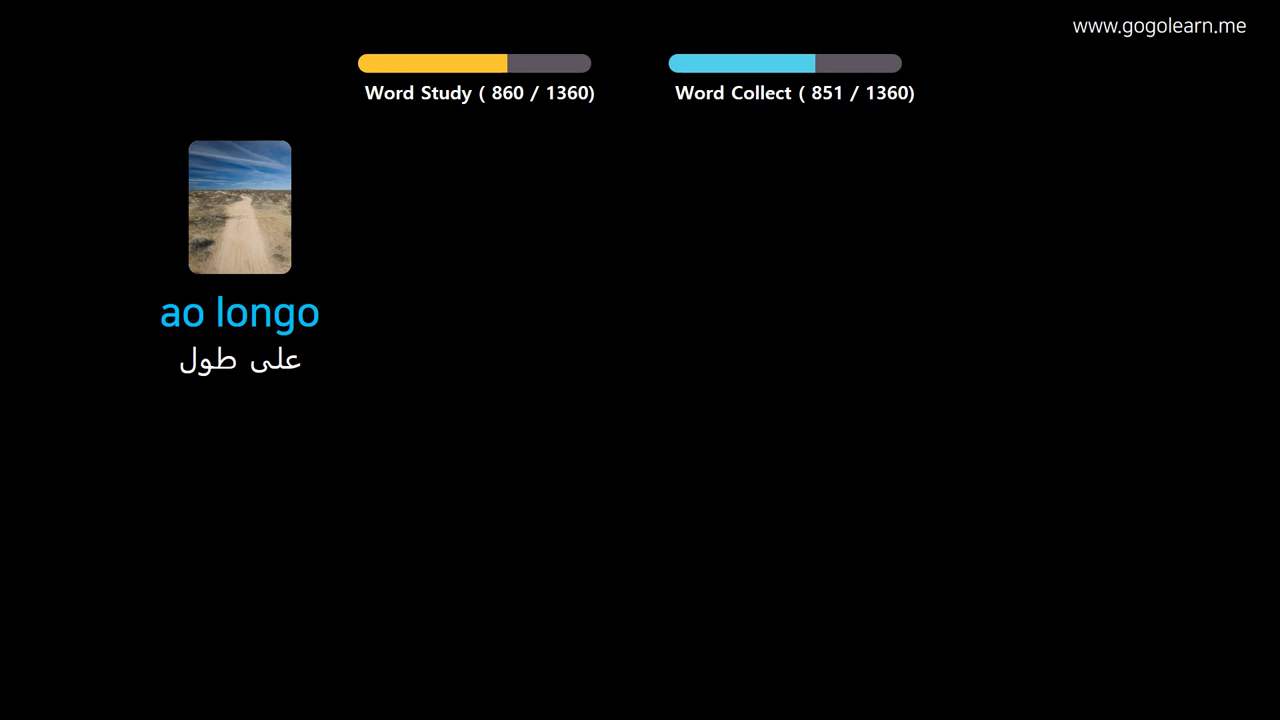 www.gogolearn.me
Word Study ( 860 / 1360)
Word Collect ( 851 / 1360)
ao longo
على طول